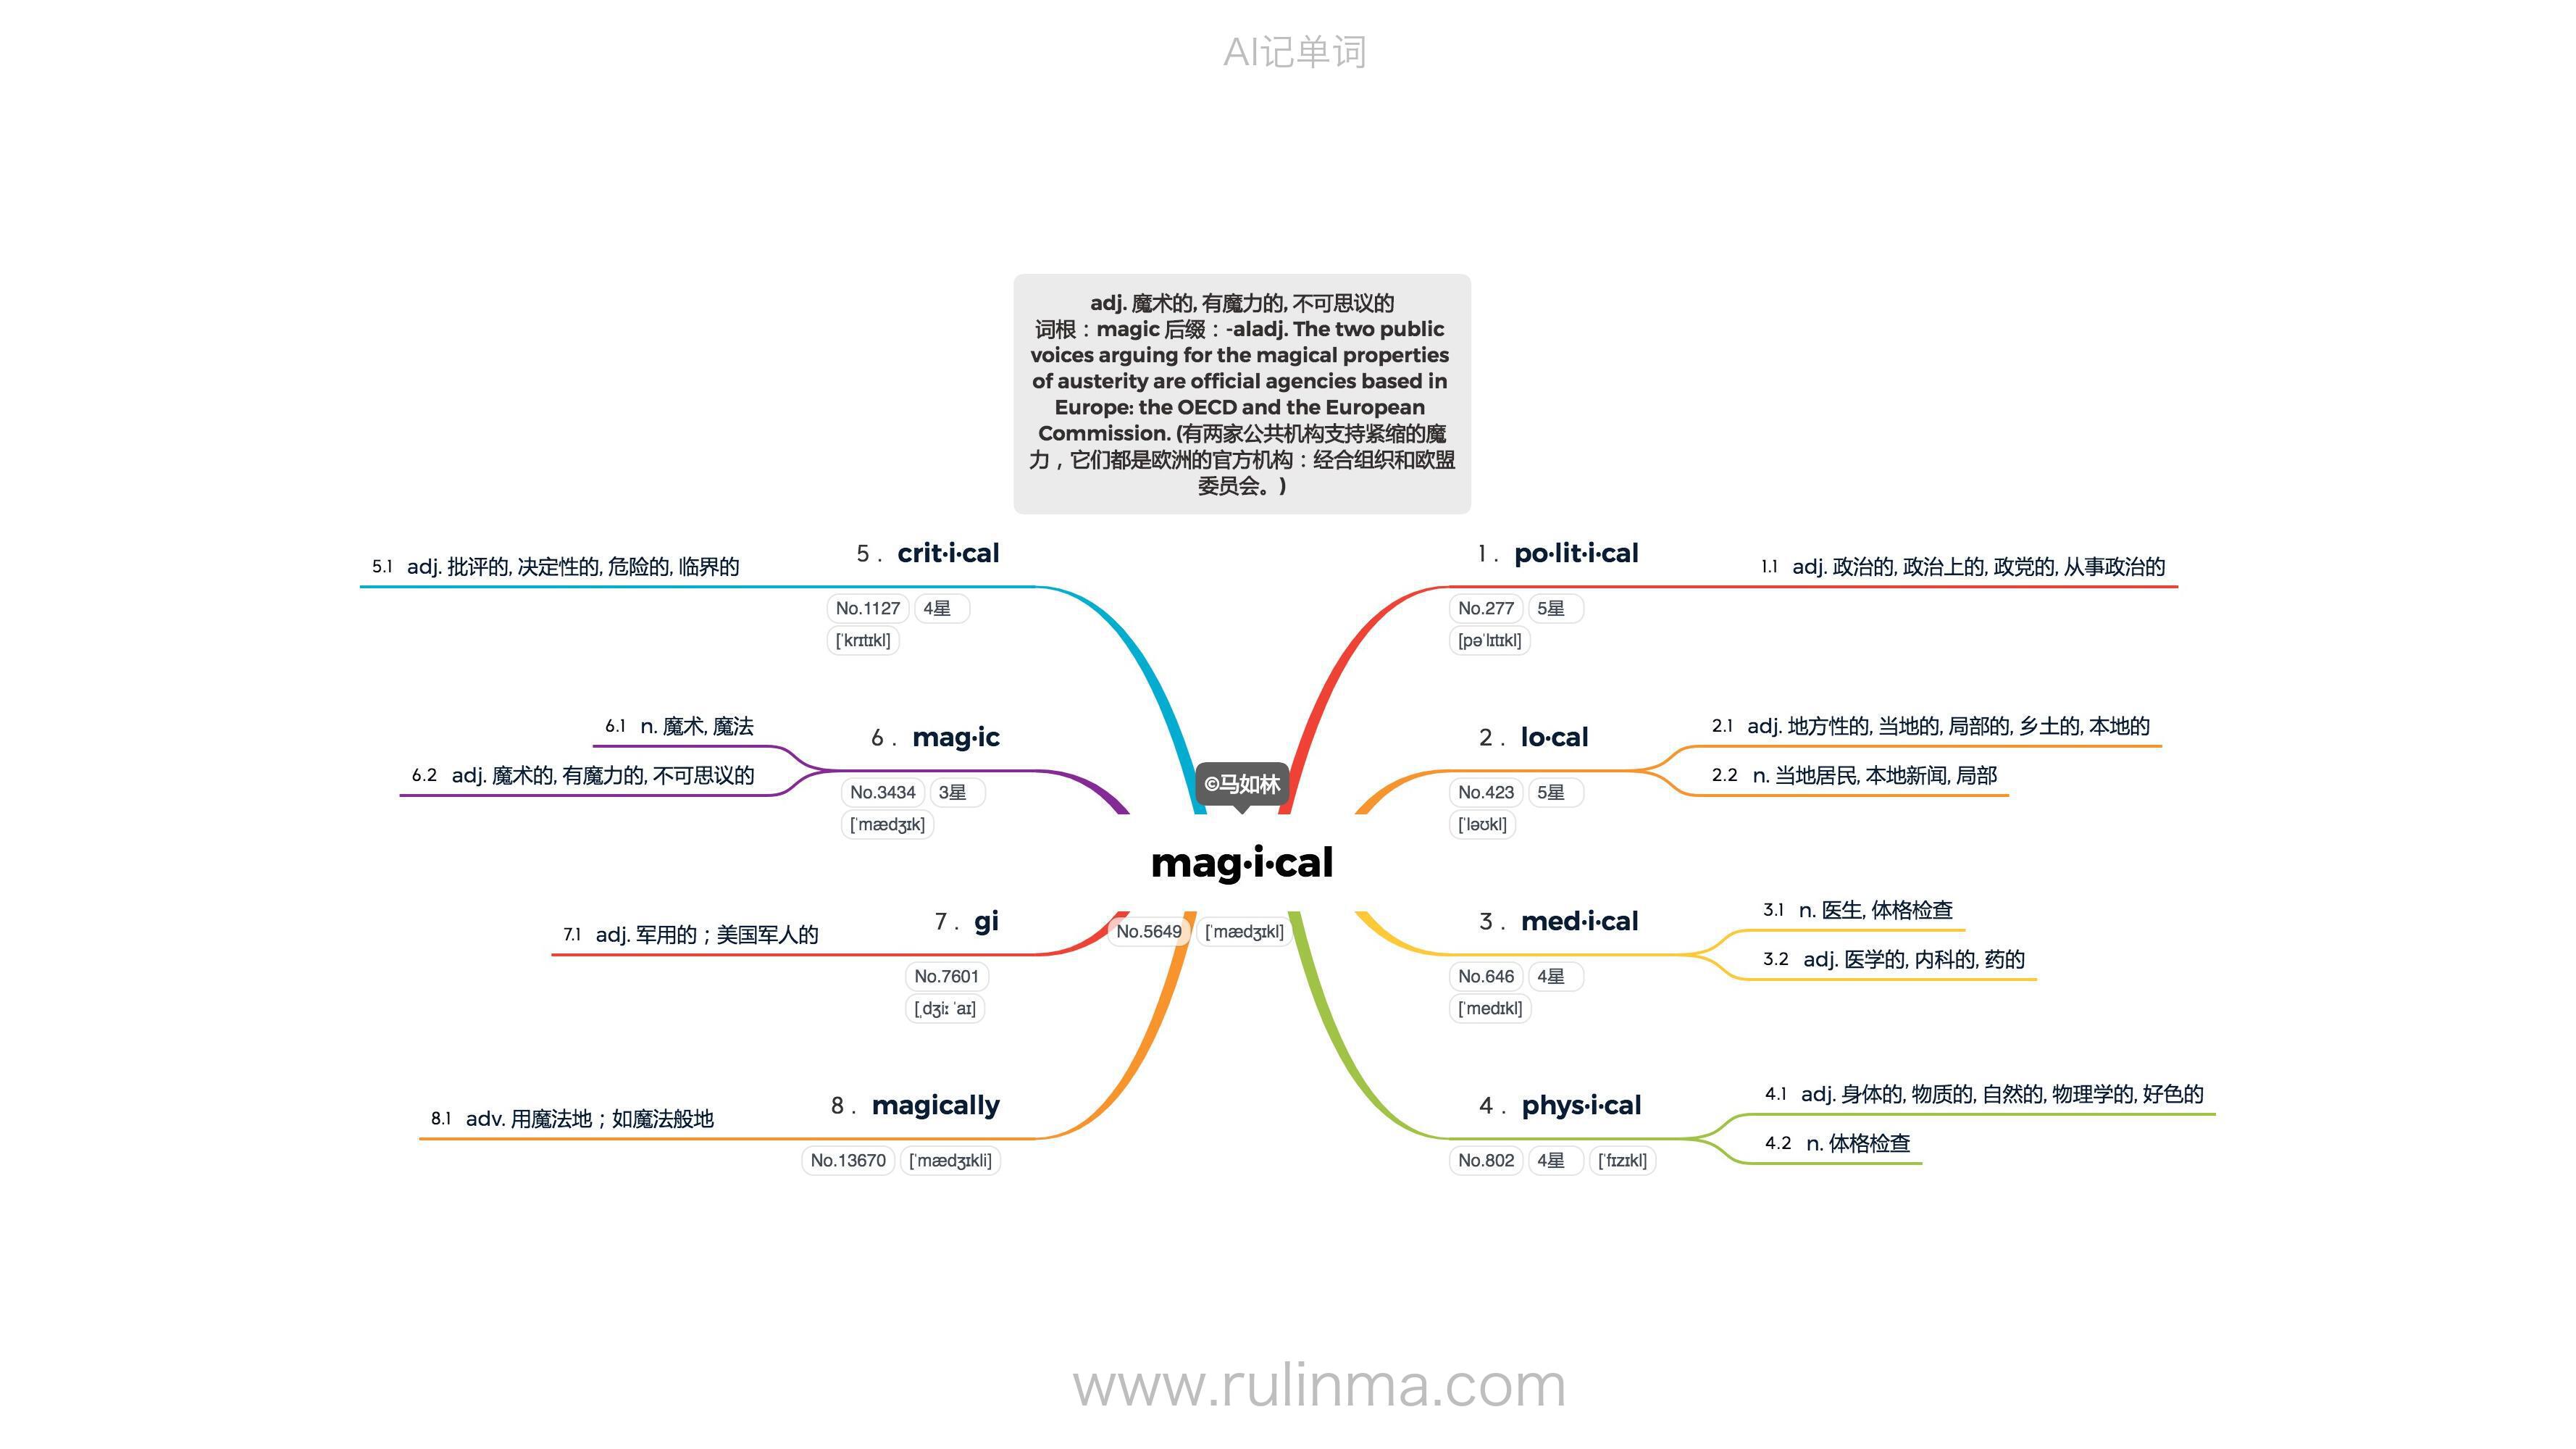 AI记单词
adj. 魔术的, 有魔力的, 不可思议的
词根：magic 后缀：-aladj. The two public
voices arguing for the magical properties
of austerity are official agencies based in
Europe: the OECD and the European
Commission. (有两家公共机构支持紧缩的魔
力，它们都是欧洲的官方机构：经合组织和欧盟
委员会。)
©马如林
mag·i·cal
No.5649 [ˈmædʒɪkl]
1. po·lit·i·cal
No.277 5星
[pəˈlɪtɪkl]
1.1 adj. 政治的, 政治上的, 政党的, 从事政治的
2. lo·cal
No.423 5星
[ˈləʊkl]
2.1 adj. 地方性的, 当地的, 局部的, 乡土的, 本地的
2.2 n. 当地居民, 本地新闻, 局部
3. med·i·cal
No.646 4星
[ˈmedɪkl]
3.1 n. 医生, 体格检查
3.2 adj. 医学的, 内科的, 药的
4. phys·i·cal
No.802 4星 [ˈfɪzɪkl]
4.1 adj. 身体的, 物质的, 自然的, 物理学的, 好色的
4.2 n. 体格检查
5. crit·i·cal
No.1127 4星
[ˈkrɪtɪkl]
5.1 adj. 批评的, 决定性的, 危险的, 临界的
6. mag·ic
No.3434 3星
[ˈmædʒɪk]
6.1 n. 魔术, 魔法
6.2 adj. 魔术的, 有魔力的, 不可思议的
7. gi
No.7601
[ˌdʒiː ˈaɪ]
7.1 adj. 军用的；美国军人的
8. magically
No.13670 [ˈmædʒɪkli]
8.1 adv. 用魔法地；如魔法般地
www.rulinma.com